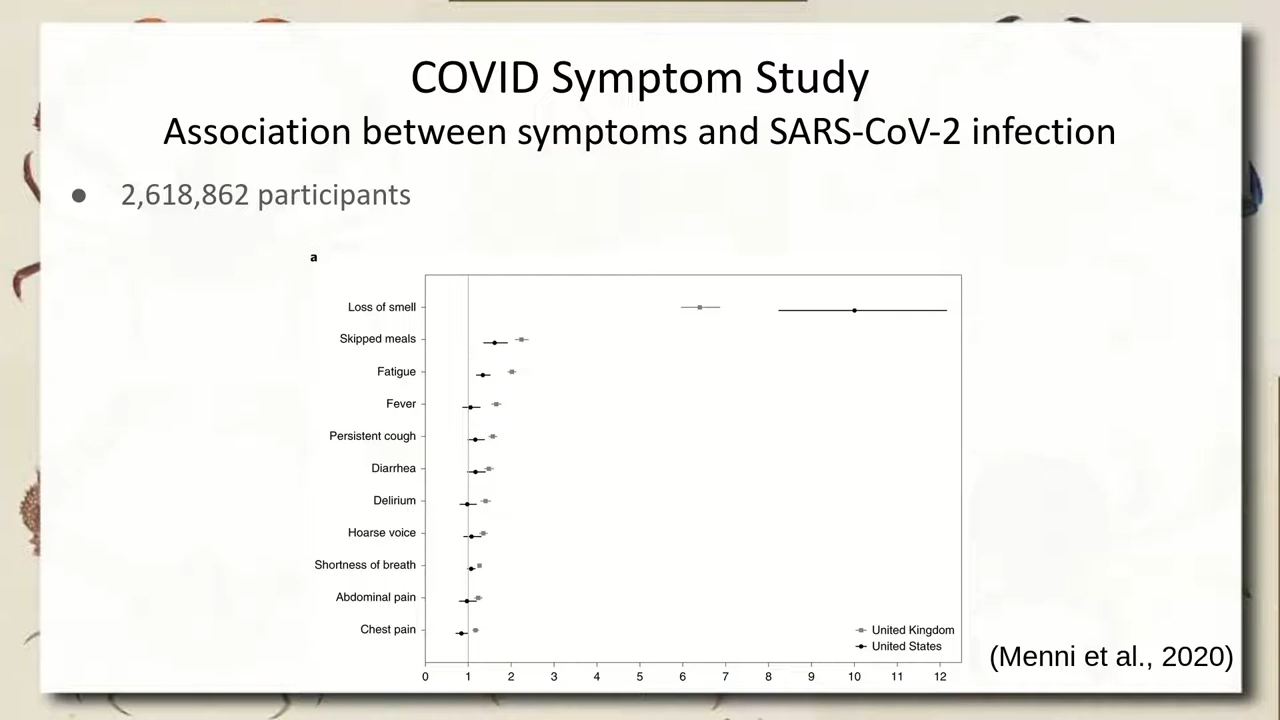 COVID Symptom Study
Association between symptoms and SARS-CoV-2 infection
● 2,618,862 participants
a
Loss of smell
Skipped meals
Fatigue
Fever
Persistent cough
Diarrhea
Delirium
Hoarse voice
Shortness of breath
Abdominal pain
Chest pain
United Kingdom
United States
0 1 2 3 4 5 6 7 8 9 10 11 12
(Menni et al., 2020)